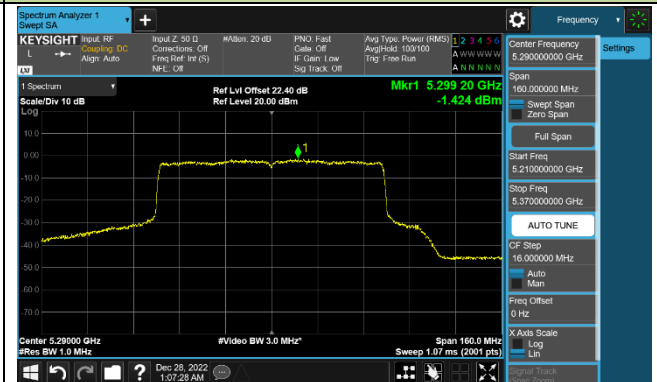 Spectrum Analyzer 1
Swept SA
+
Frequency
KEYSIGHT
L
LXI
Input: RF
Coupling: DC
Align: Auto
Input Z: 50 Ω
Corrections: Off
Freq Ref: Int (S)
NFE: Off
#Atten: 20 dB
PNO: Fast
Gate: Off
IF Gain: Low
Sig Track: Off
Avg Type: Power (RMS)
Avg|Hold: 100/100
Trig: Free Run
1 2 3 4 5 6
A W W W W W
A N N N N N
1 Spectrum
Scale/Div 10 dB
Log
Ref Lvl Offset 22.40 dB
Ref Level 20.00 dBm
Mkr1 5.299 20 GHz
-1.424 dBm
10.0
0.00
-10.0
-20.0
-30.0
-40.0
-50.0
-60.0
-70.0
1
Center 5.29000 GHz
#Res BW 1.0 MHz
#Video BW 3.0 MHz*
Span 160.0 MHz
Sweep 1.07 ms (2001 pts)
Center Frequency
5.290000000 GHz
Settings
Span
160.000000 MHz
Swept Span
Zero Span
Full Span
Start Freq
5.210000000 GHz
Stop Freq
5.370000000 GHz
AUTO TUNE
CF Step
16.000000 MHz
Auto
Man
Freq Offset
0 Hz
X Axis Scale
Log
Lin
Signal Track
(Span Zoom)
?
Dec 28, 2022
1:07:28 AM